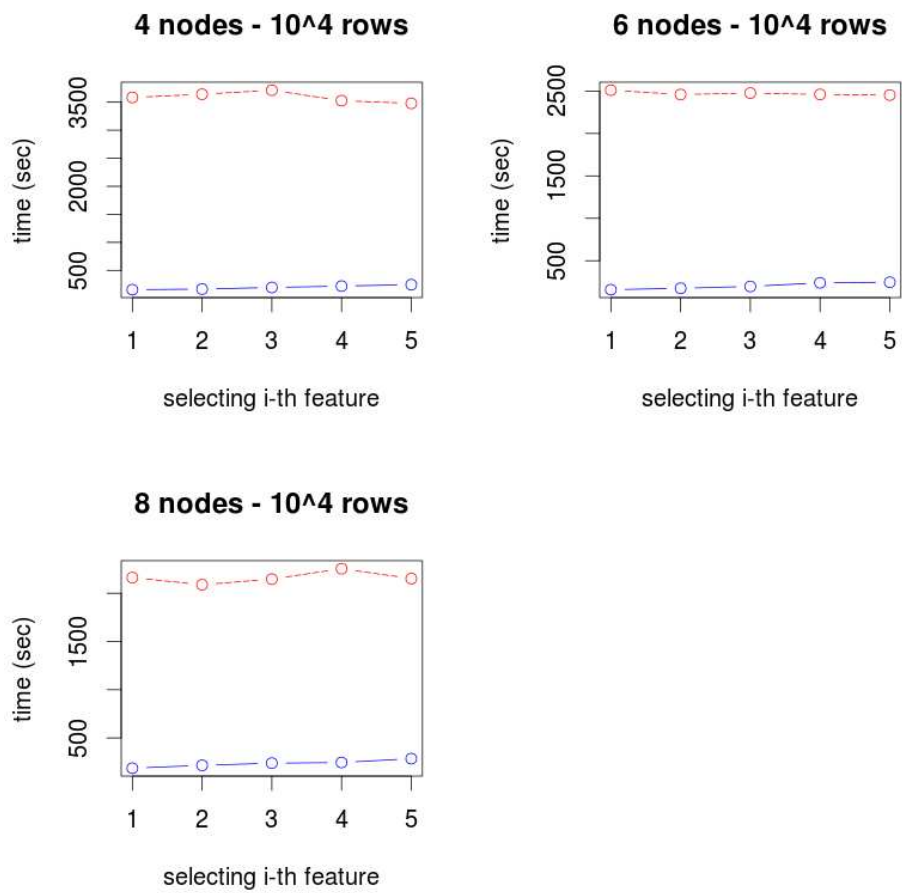 4 nodes - 10^4 rows
time (sec)
3500
2000
500
1 2 3 4 5
selecting i-th feature
6 nodes - 10^4 rows
time (sec)
2500
1500
500
1 2 3 4 5
selecting i-th feature
8 nodes - 10^4 rows
time (sec)
1500
500
1 2 3 4 5
selecting i-th feature